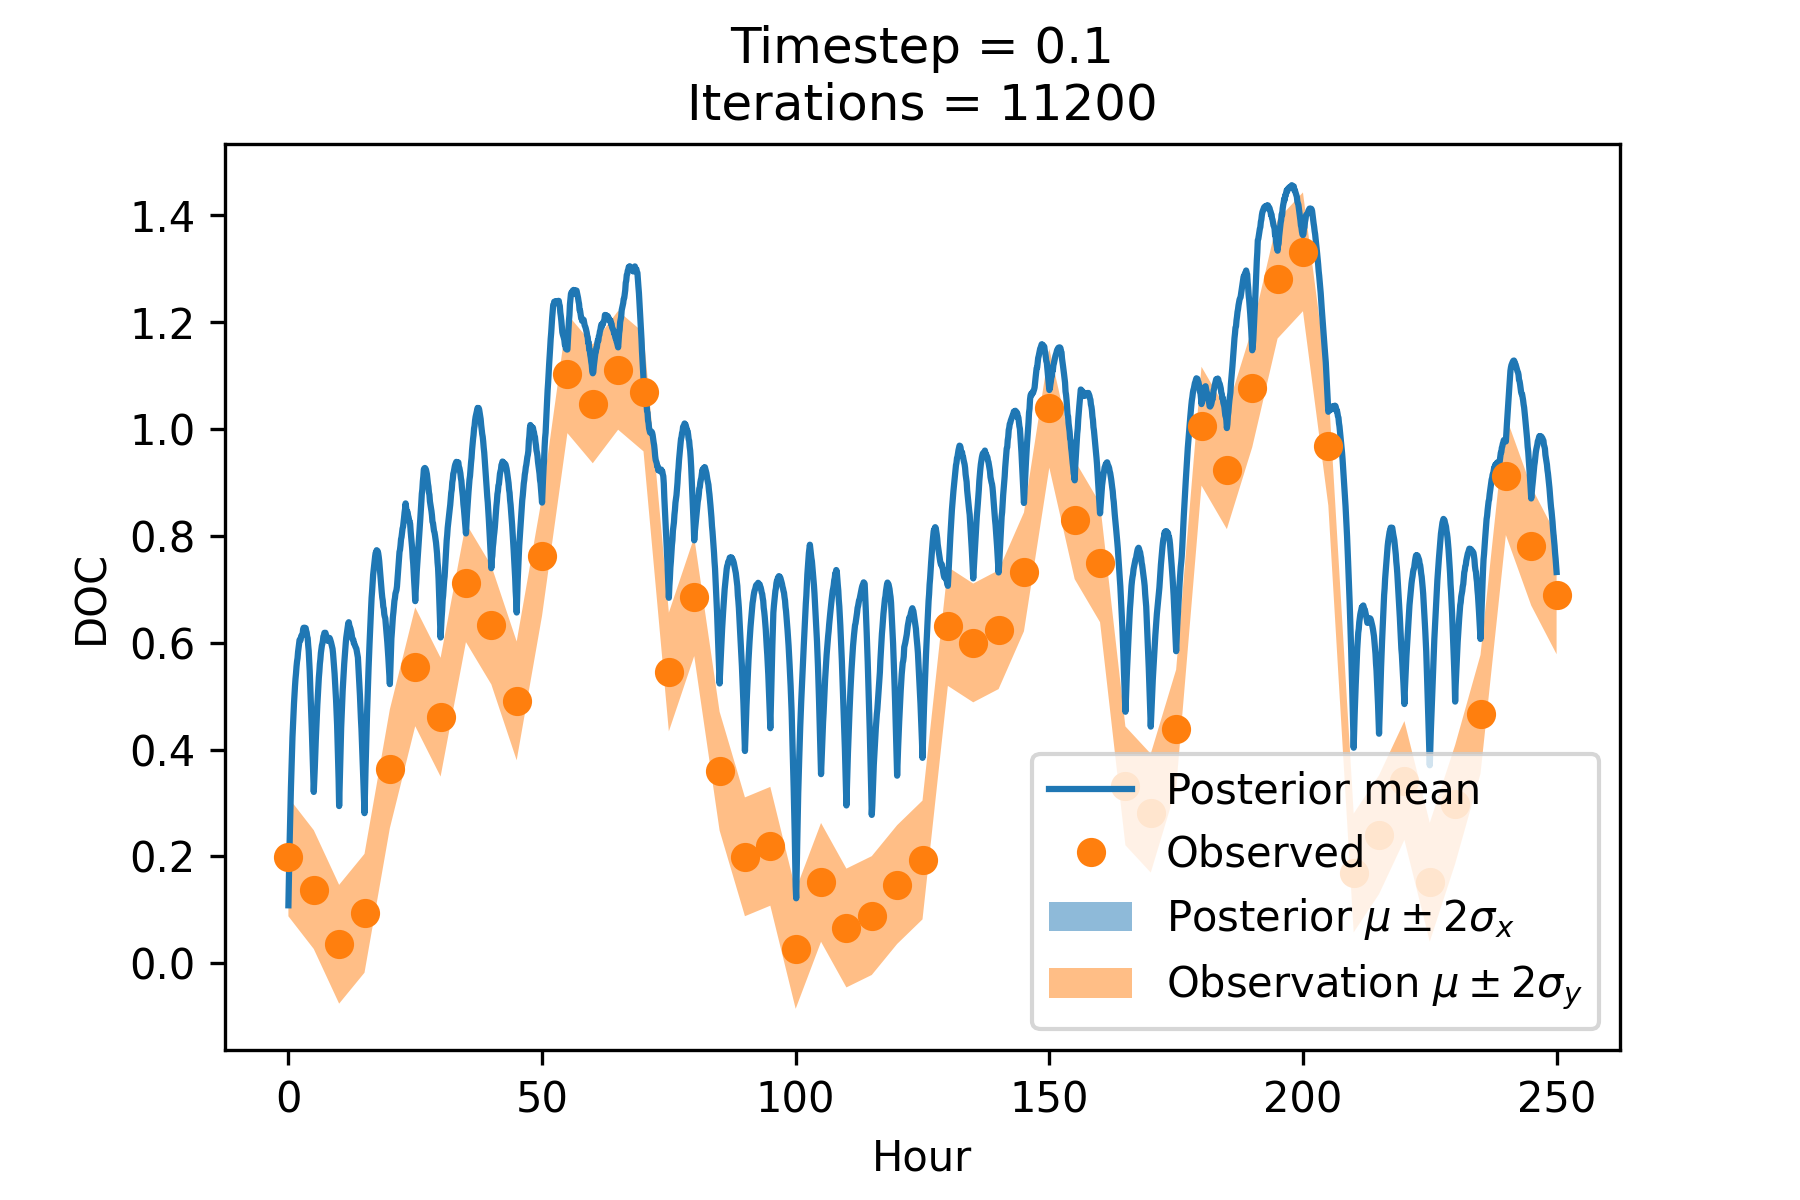 Timestep = 0.1
Iterations = 11200
DOC
1.4
1.2
1.0
0.8
0.6
0.4
0.2
0.0
Posterior mean
Observed
Posterior μ ± 2σ_x
Observation μ ± 2σ_y
0 50 100 150 200 250
Hour